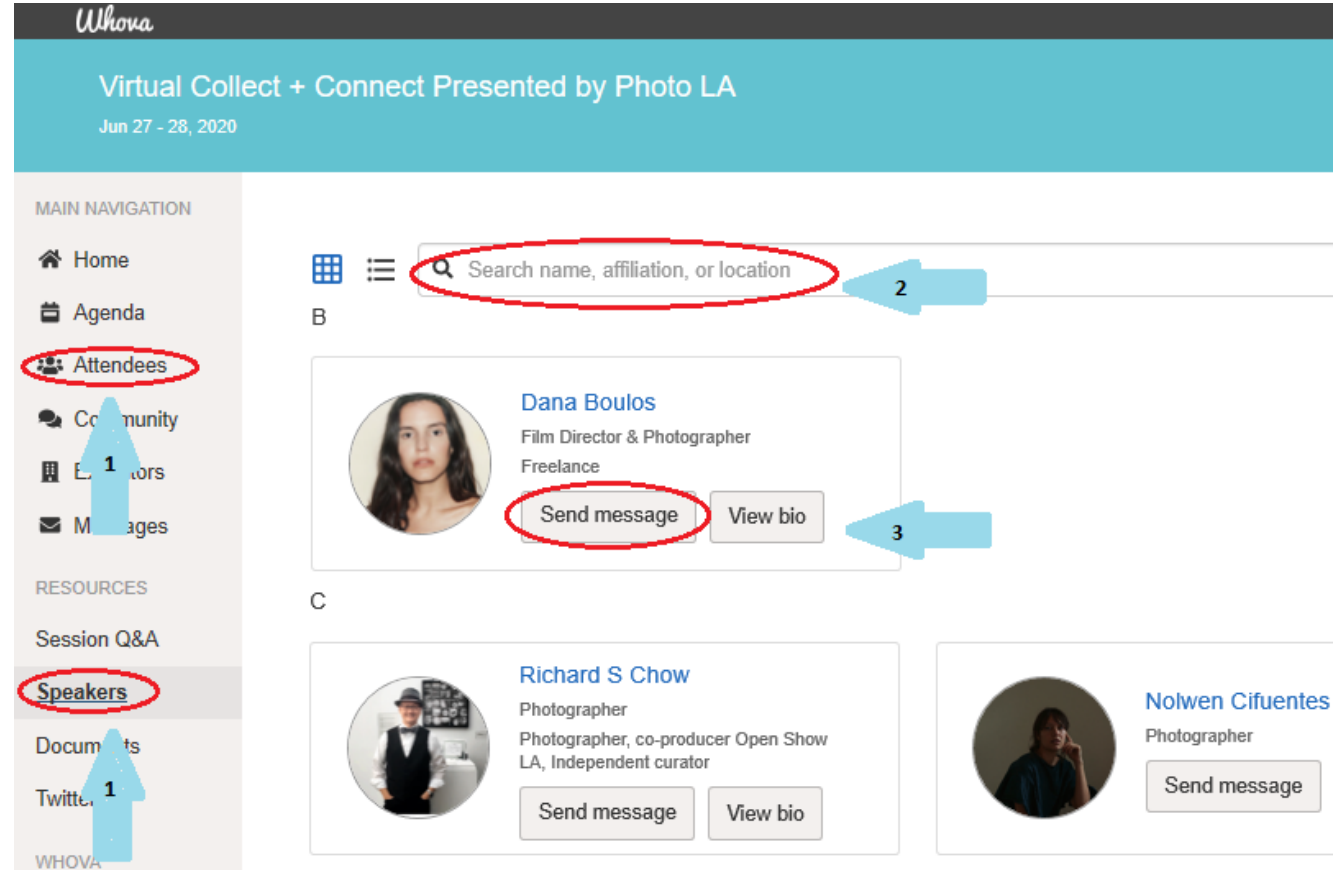 Whova
Virtual Collect + Connect Presented by Photo LA
Jun 27 - 28, 2020
MAIN NAVIGATION
Home
Agenda
Attendees
1
RESOURCES
Session Q&A
Speakers
1
WHOVA
Search name, affiliation, or location
2
B
Dana Boulos
Film Director & Photographer
Freelance
Send message
View bio
3
C
Richard S Chow
Photographer
Photographer, co-producer Open Show
LA, Independent curator
Send message
View bio
Nolwen Cifuentes
Photographer
Send message